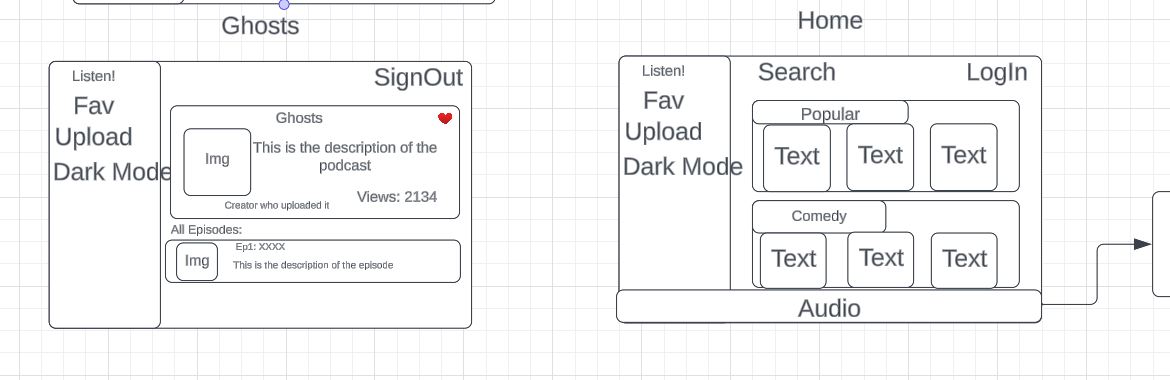 Ghosts
Listen!
Fav
Upload
Dark Mode
SignOut
Ghosts
Img
This is the description of the
podcast
Views: 2134
Creator who uploaded it
All Episodes:
Img
Ep1: XXXX
This is the description of the episode
Home
Listen!
Fav
Upload
Dark Mode
Search
LogIn
Popular
Text
Text
Text
Comedy
Text
Text
Text
Audio